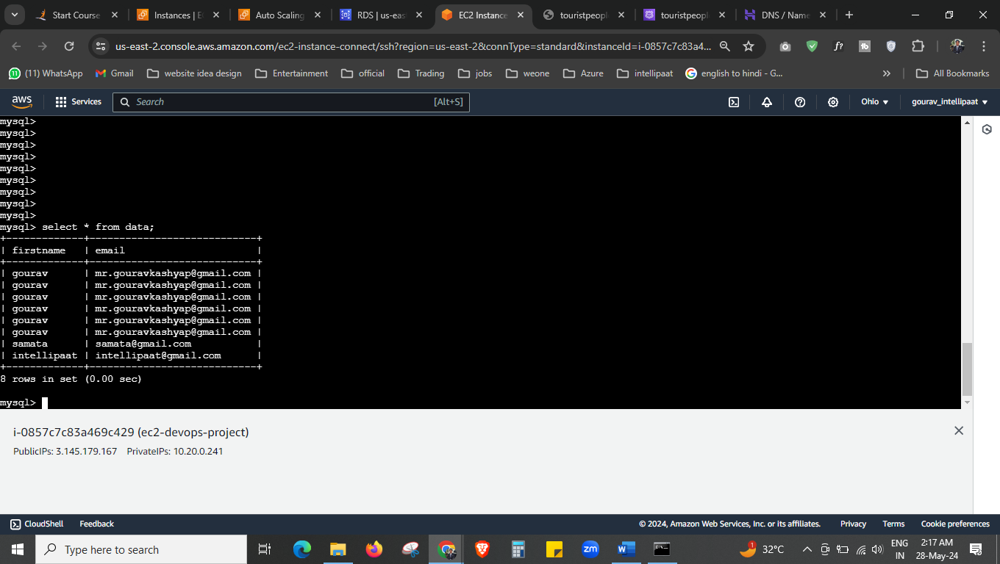 Start Course
Instances | E
Auto Scaling
RDS | us-eas
EC2 Instance
touristpeopl
touristpeopl
DNS / Name
us-east-2.console.aws.amazon.com/ec2-instance-connect/ssh?region=us-east-2&connType=standard&instanceId=i-0857c7c83a4...
f?
(11) WhatsApp
Gmail
website idea design
Entertainment
official
Trading
jobs
weone
Azure
intellipaat
english to hindi - G...
»
All Bookmarks
aws
Services
Search
[Alt+S]
Ohio
gourav_intellipaat
mysql>
mysql>
mysql>
mysql>
mysql>
mysql>
mysql>
mysql>
mysql>
mysql> select * from data;
+-------------+----------------------------+
| firstname   | email                      |
+-------------+----------------------------+
| gourav      | mr.gouravkashyap@gmail.com |
| gourav      | mr.gouravkashyap@gmail.com |
| gourav      | mr.gouravkashyap@gmail.com |
| gourav      | mr.gouravkashyap@gmail.com |
| gourav      | mr.gouravkashyap@gmail.com |
| gourav      | mr.gouravkashyap@gmail.com |
| samata      | samata@gmail.com           |
| intellipaat | intellipaat@gmail.com      |
+-------------+----------------------------+
8 rows in set (0.00 sec)
mysql>
i-0857c7c83a469c429 (ec2-devops-project)
PublicIPs: 3.145.179.167 PrivateIPs: 10.20.0.241
CloudShell
Feedback
© 2024, Amazon Web Services, Inc. or its affiliates.
Privacy
Terms
Cookie preferences
Type here to search
zm
1
32°C
ENG
IN
2:17 AM
28-May-24